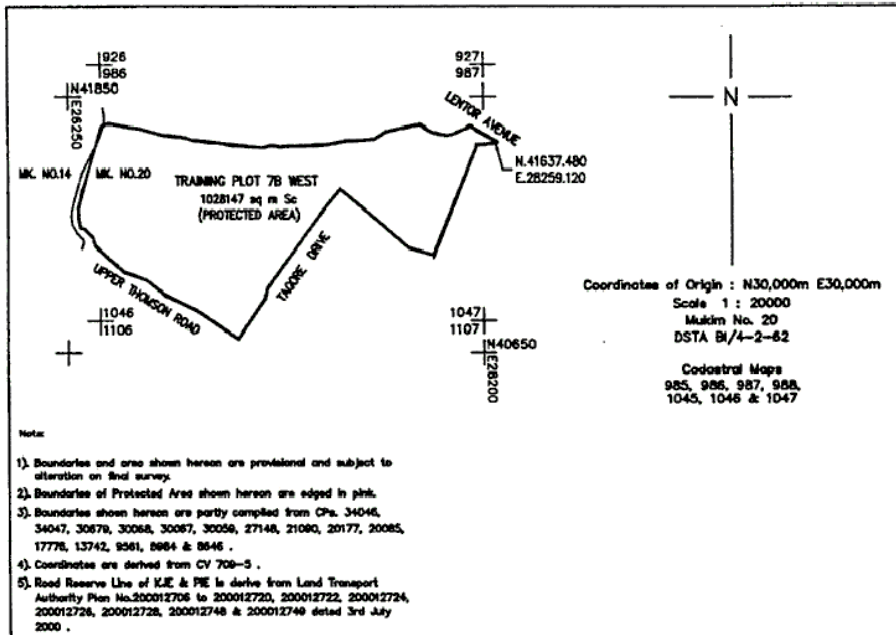 926
986
927
987
N41850
E26250
LENTOR AVENUE
N.41637.480
E.28259.120
MK. NO.14
MK. NO.20
TRAINING PLOT 7B WEST
1028147 sq m Sc
(PROTECTED AREA)
TAGORE DRIVE
UPPER THOMSON ROAD
1046
1106
1047
1107
N40650
E28200
N
Coordinates of Origin : N30,000m E30,000m
Scale 1 : 20000
Mukim No. 20
DSTA BI/4-2-62
Cadastral Maps
985, 986, 987, 988,
1045, 1046 & 1047
Note:
1). Boundaries and area shown hereon are provisional and subject to
alteration on final survey.
2). Boundaries of Protected Area shown hereon are edged in pink.
3). Boundaries shown hereon are partly compiled from CPs. 34046,
34047, 30679, 30068, 30067, 30059, 27148, 21090, 20177, 20085,
17778, 13742, 9561, 8984 & 8646 .
4). Coordinates are derived from CV 709-5 .
5). Road Reserve Line of KJE & PIE is derive from Land Transport
Authority Plan No.200012706 to 200012720, 200012722, 200012724,
200012726, 200012728, 200012748 & 200012749 dated 3rd July
2000 .